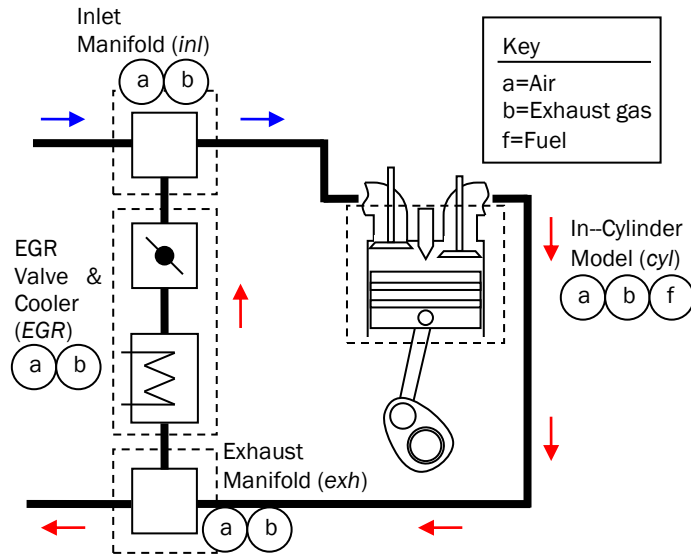 Inlet
Manifold (inl)
a b
Key
a=Air
b=Exhaust gas
f=Fuel
EGR
Valve &
Cooler
(EGR)
a b
In--Cylinder
Model (cyl)
a b f
Exhaust
Manifold (exh)
a b